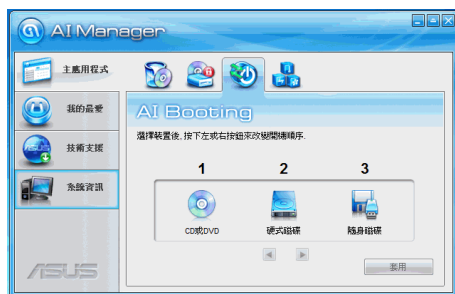 AI Manager
主應用程式
我的最愛
技術支援
系統資訊
AI Booting
選擇裝置後, 按下左或右按鈕來改變開機順序.
1 2 3
CD或DVD 硬式磁碟 隨身磁碟
套用
ASUS